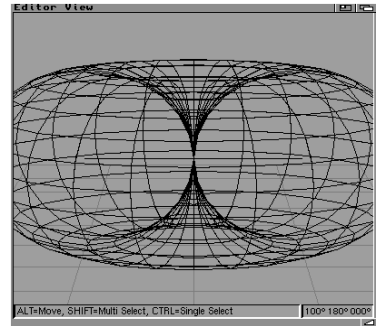 Editor View
ALT=Move, SHIFT=Multi Select, CTRL=Single Select
100° 180° 000°